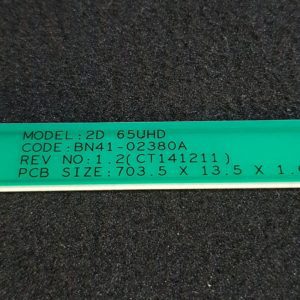 MODEL:2D 65UHD
CODE:BN41-02380A
REV NO:1.2(CT141211)
PCB SIZE:703.5 X 13.5 X 1.